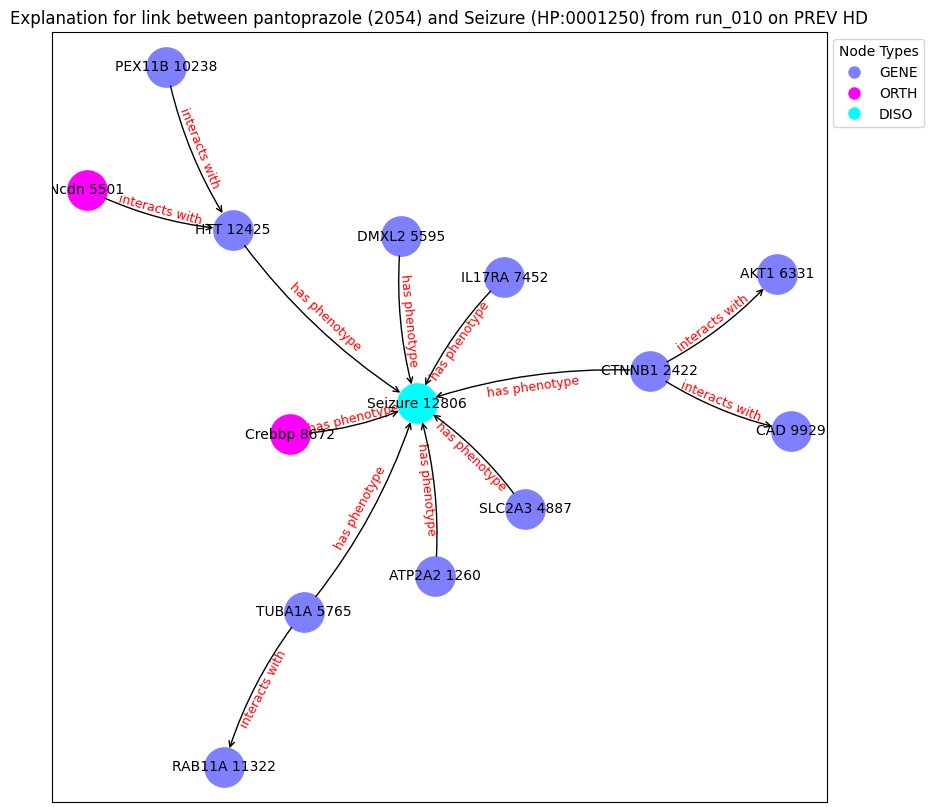 Explanation for link between pantoprazole (2054) and Seizure (HP:0001250) from run_010 on PREV HD
Node Types
GENE
ORTH
DISO
PEX11B 10238
interacts with
Ncdn 5501
interacts with
HTT 12425
DMXL2 5595
IL17RA 7452
AKT1 6331
has phenotype
has phenotype
has phenotype
interacts with
CTNNB1 2422
has phenotype
interacts with
Seizure 12806
has phenotype
Crebbp 8672
CAD 9929
has phenotype
has phenotype
has phenotype
SLC2A3 4887
ATP2A2 1260
TUBA1A 5765
interacts with
RAB11A 11322